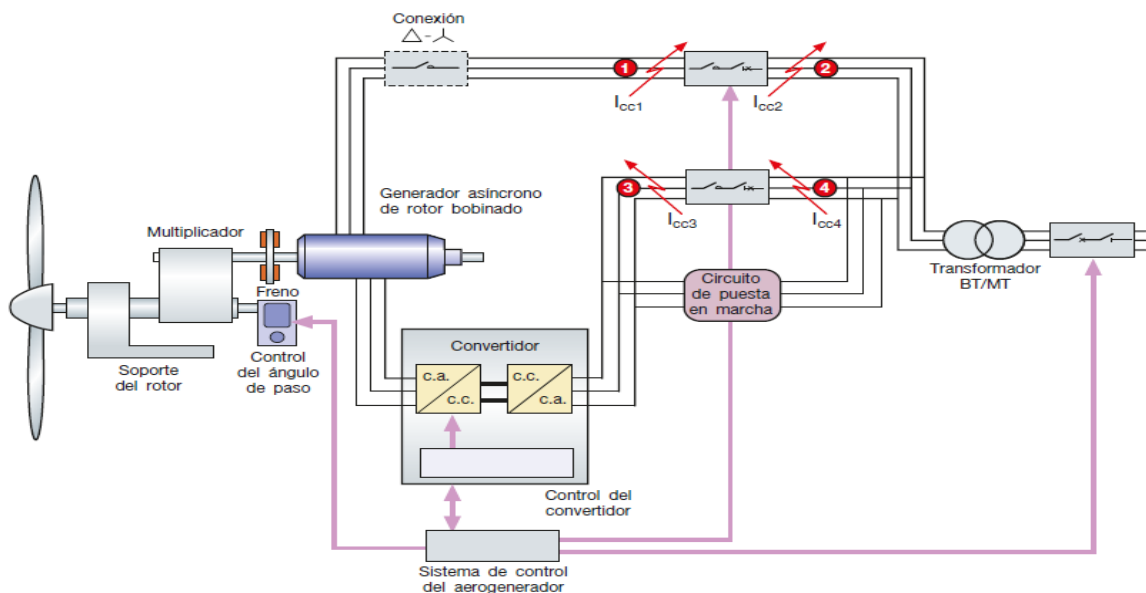 Conexión
△-⅄
1
2
Icc1
Icc2
Generador asíncrono
de rotor bobinado
3
4
Icc3
Icc4
Multiplicador
Freno
Circuito
de puesta
en marcha
Transformador
BT/MT
Soporte
del rotor
Control
del ángulo
de paso
Convertidor
c.a.
c.c.
c.c.
c.a.
Control del
convertidor
Sistema de control
del aerogenerador